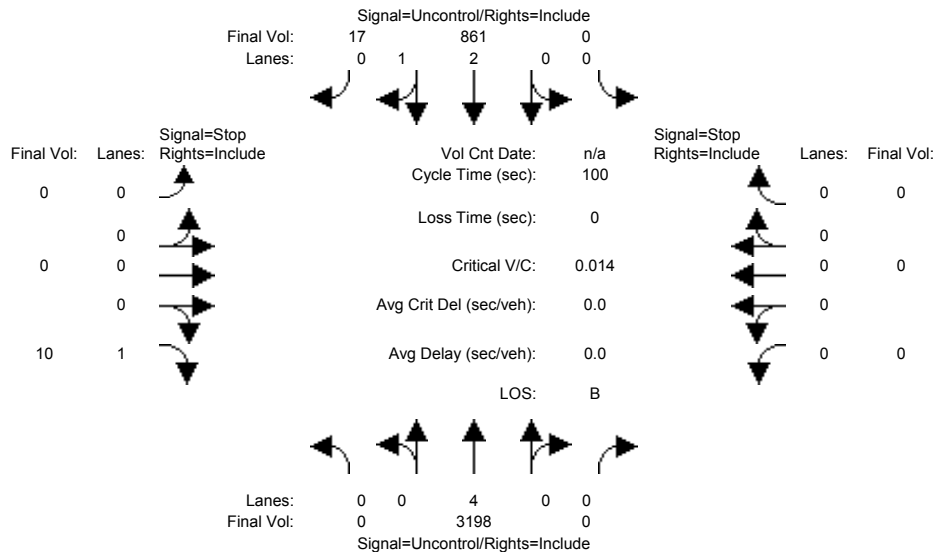 Signal=Uncontrol/Rights=Include
Final Vol: 17 861 0
Lanes: 0 1 2 0 0
Signal=Stop Signal=Stop
Final Vol: Lanes: Rights=Include Vol Cnt Date: n/a Rights=Include Lanes: Final Vol:
Cycle Time (sec): 100
0 0 0 0
Loss Time (sec): 0
0 0
0 0 Critical V/C: 0.014 0 0
0 Avg Crit Del (sec/veh): 0.0 0
10 1 Avg Delay (sec/veh): 0.0 0 0
LOS: B
Lanes: 0 0 4 0 0
Final Vol: 0 3198 0
Signal=Uncontrol/Rights=Include